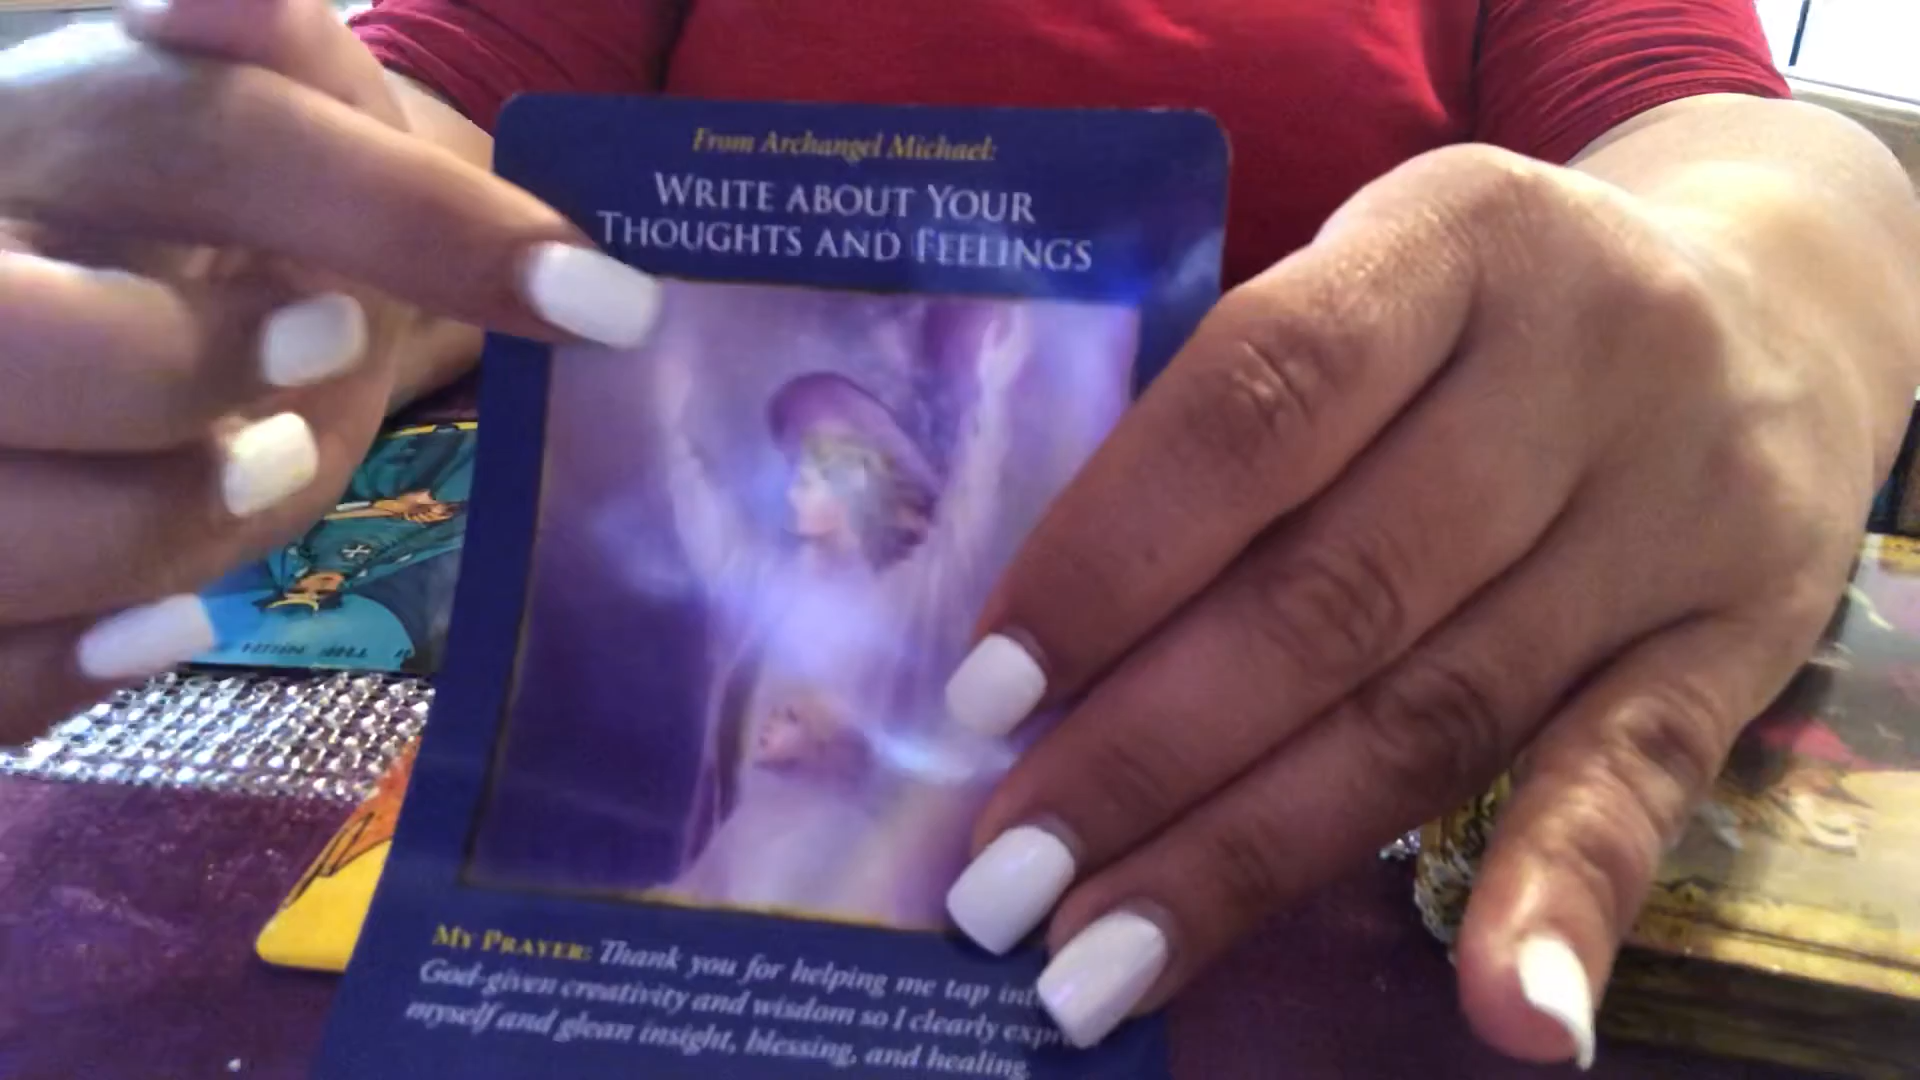 From Archangel Michael:
WRITE ABOUT YOUR
THOUGHTS AND FEELINGS
MY PRAYER: Thank you for helping me tap
God-given creativity and wisdom so I clearly
myself and glean insight, blessing, and healing.